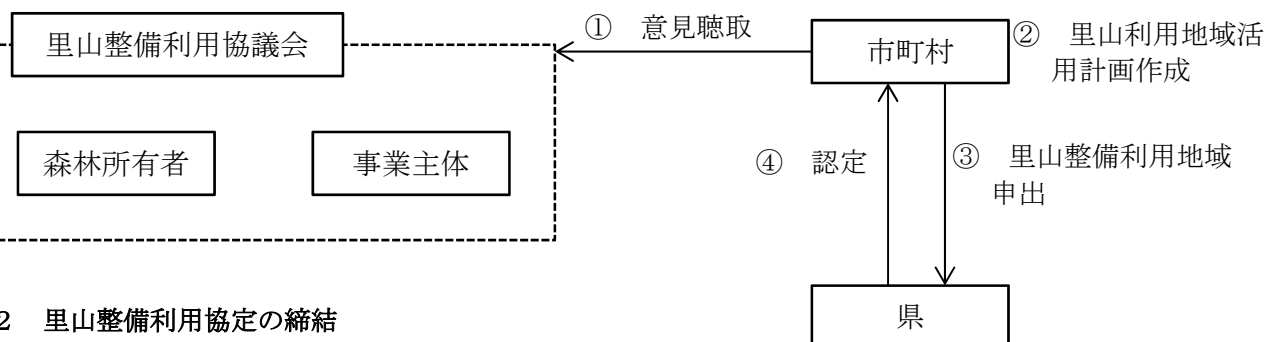 里山整備利用協議会
① 意見聴取
市町村
② 里山利用地域活
用計画作成
森林所有者
事業主体
④ 認定
③ 里山整備利用地域
申出
県
2 里山整備利用協定の締結